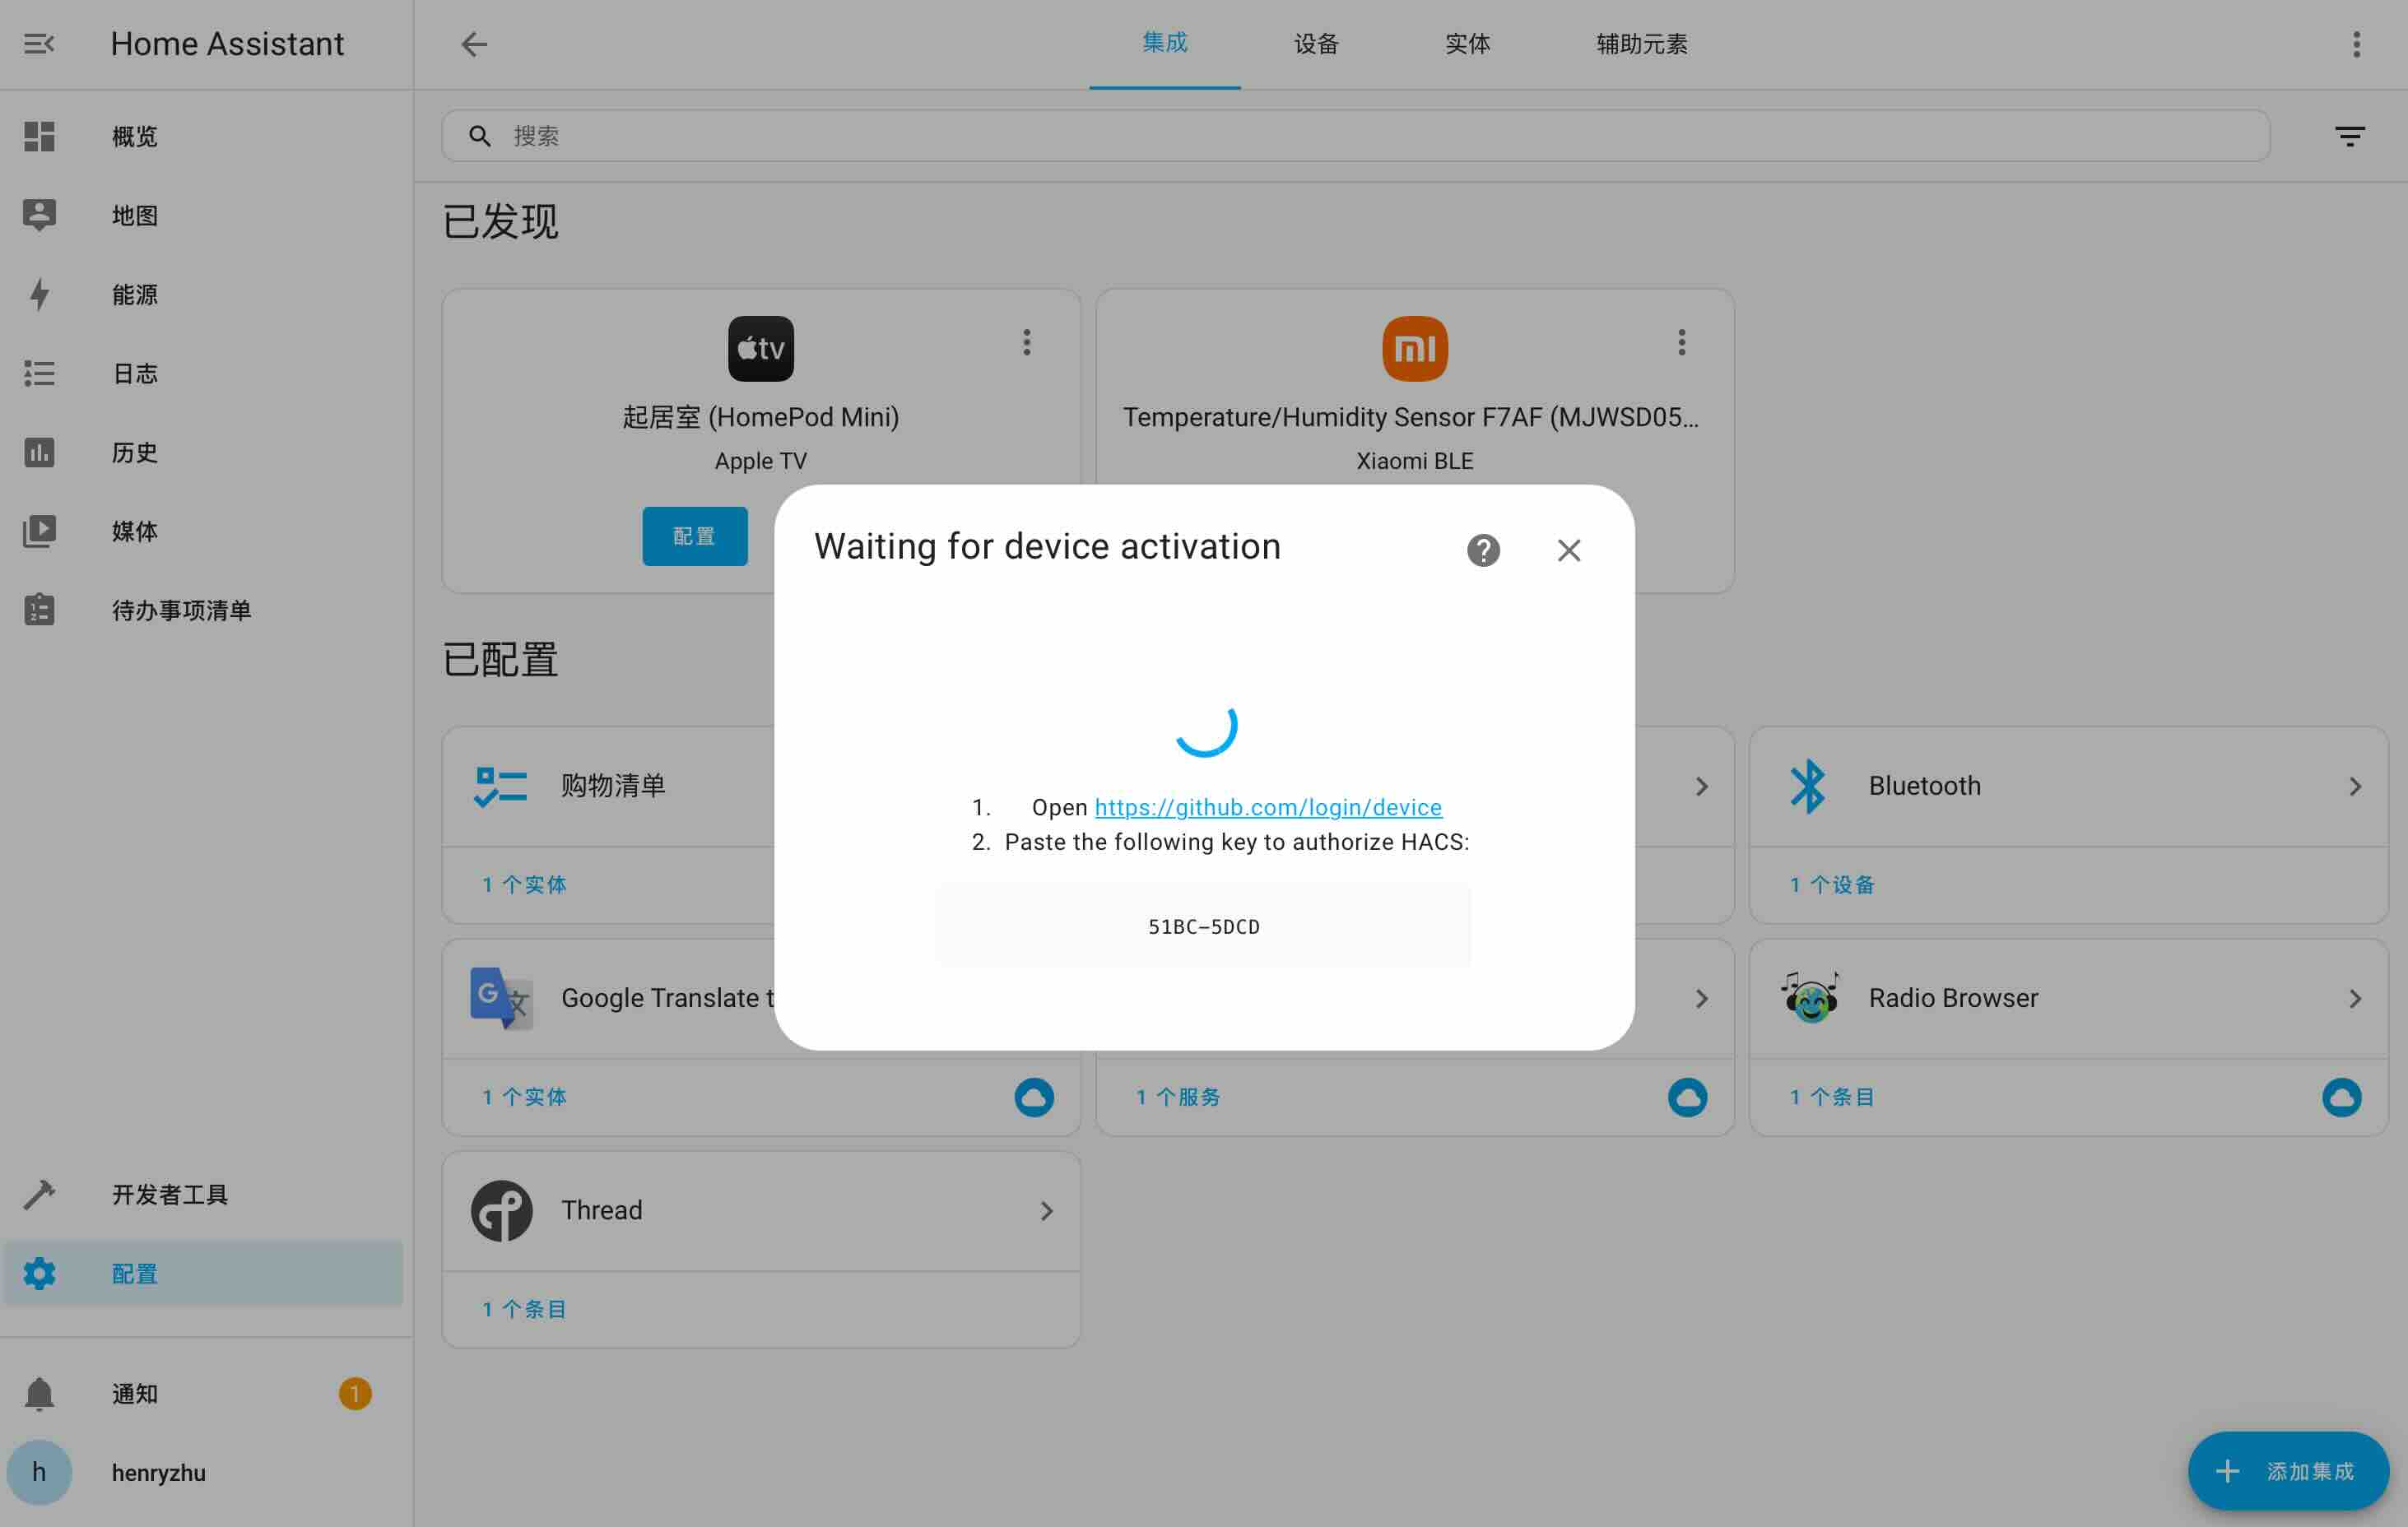 Home Assistant
集成
设备
实体
辅助元素
搜索
概览
地图
能源
日志
历史
媒体
待办事项清单
开发者工具
配置
通知
1
h
henryzhu
已发现
tv
起居室 (HomePod Mini)
Apple TV
配置
mi
Temperature/Humidity Sensor F7AF (MJWSD05...
Xiaomi BLE
已配置
购物清单
1 个实体
Bluetooth
1 个设备
Google Translate t
1 个实体
1 个服务
Radio Browser
1 个条目
Thread
1 个条目
Waiting for device activation
1. Open https://github.com/login/device
2. Paste the following key to authorize HACS:
51BC-5DCD
添加集成